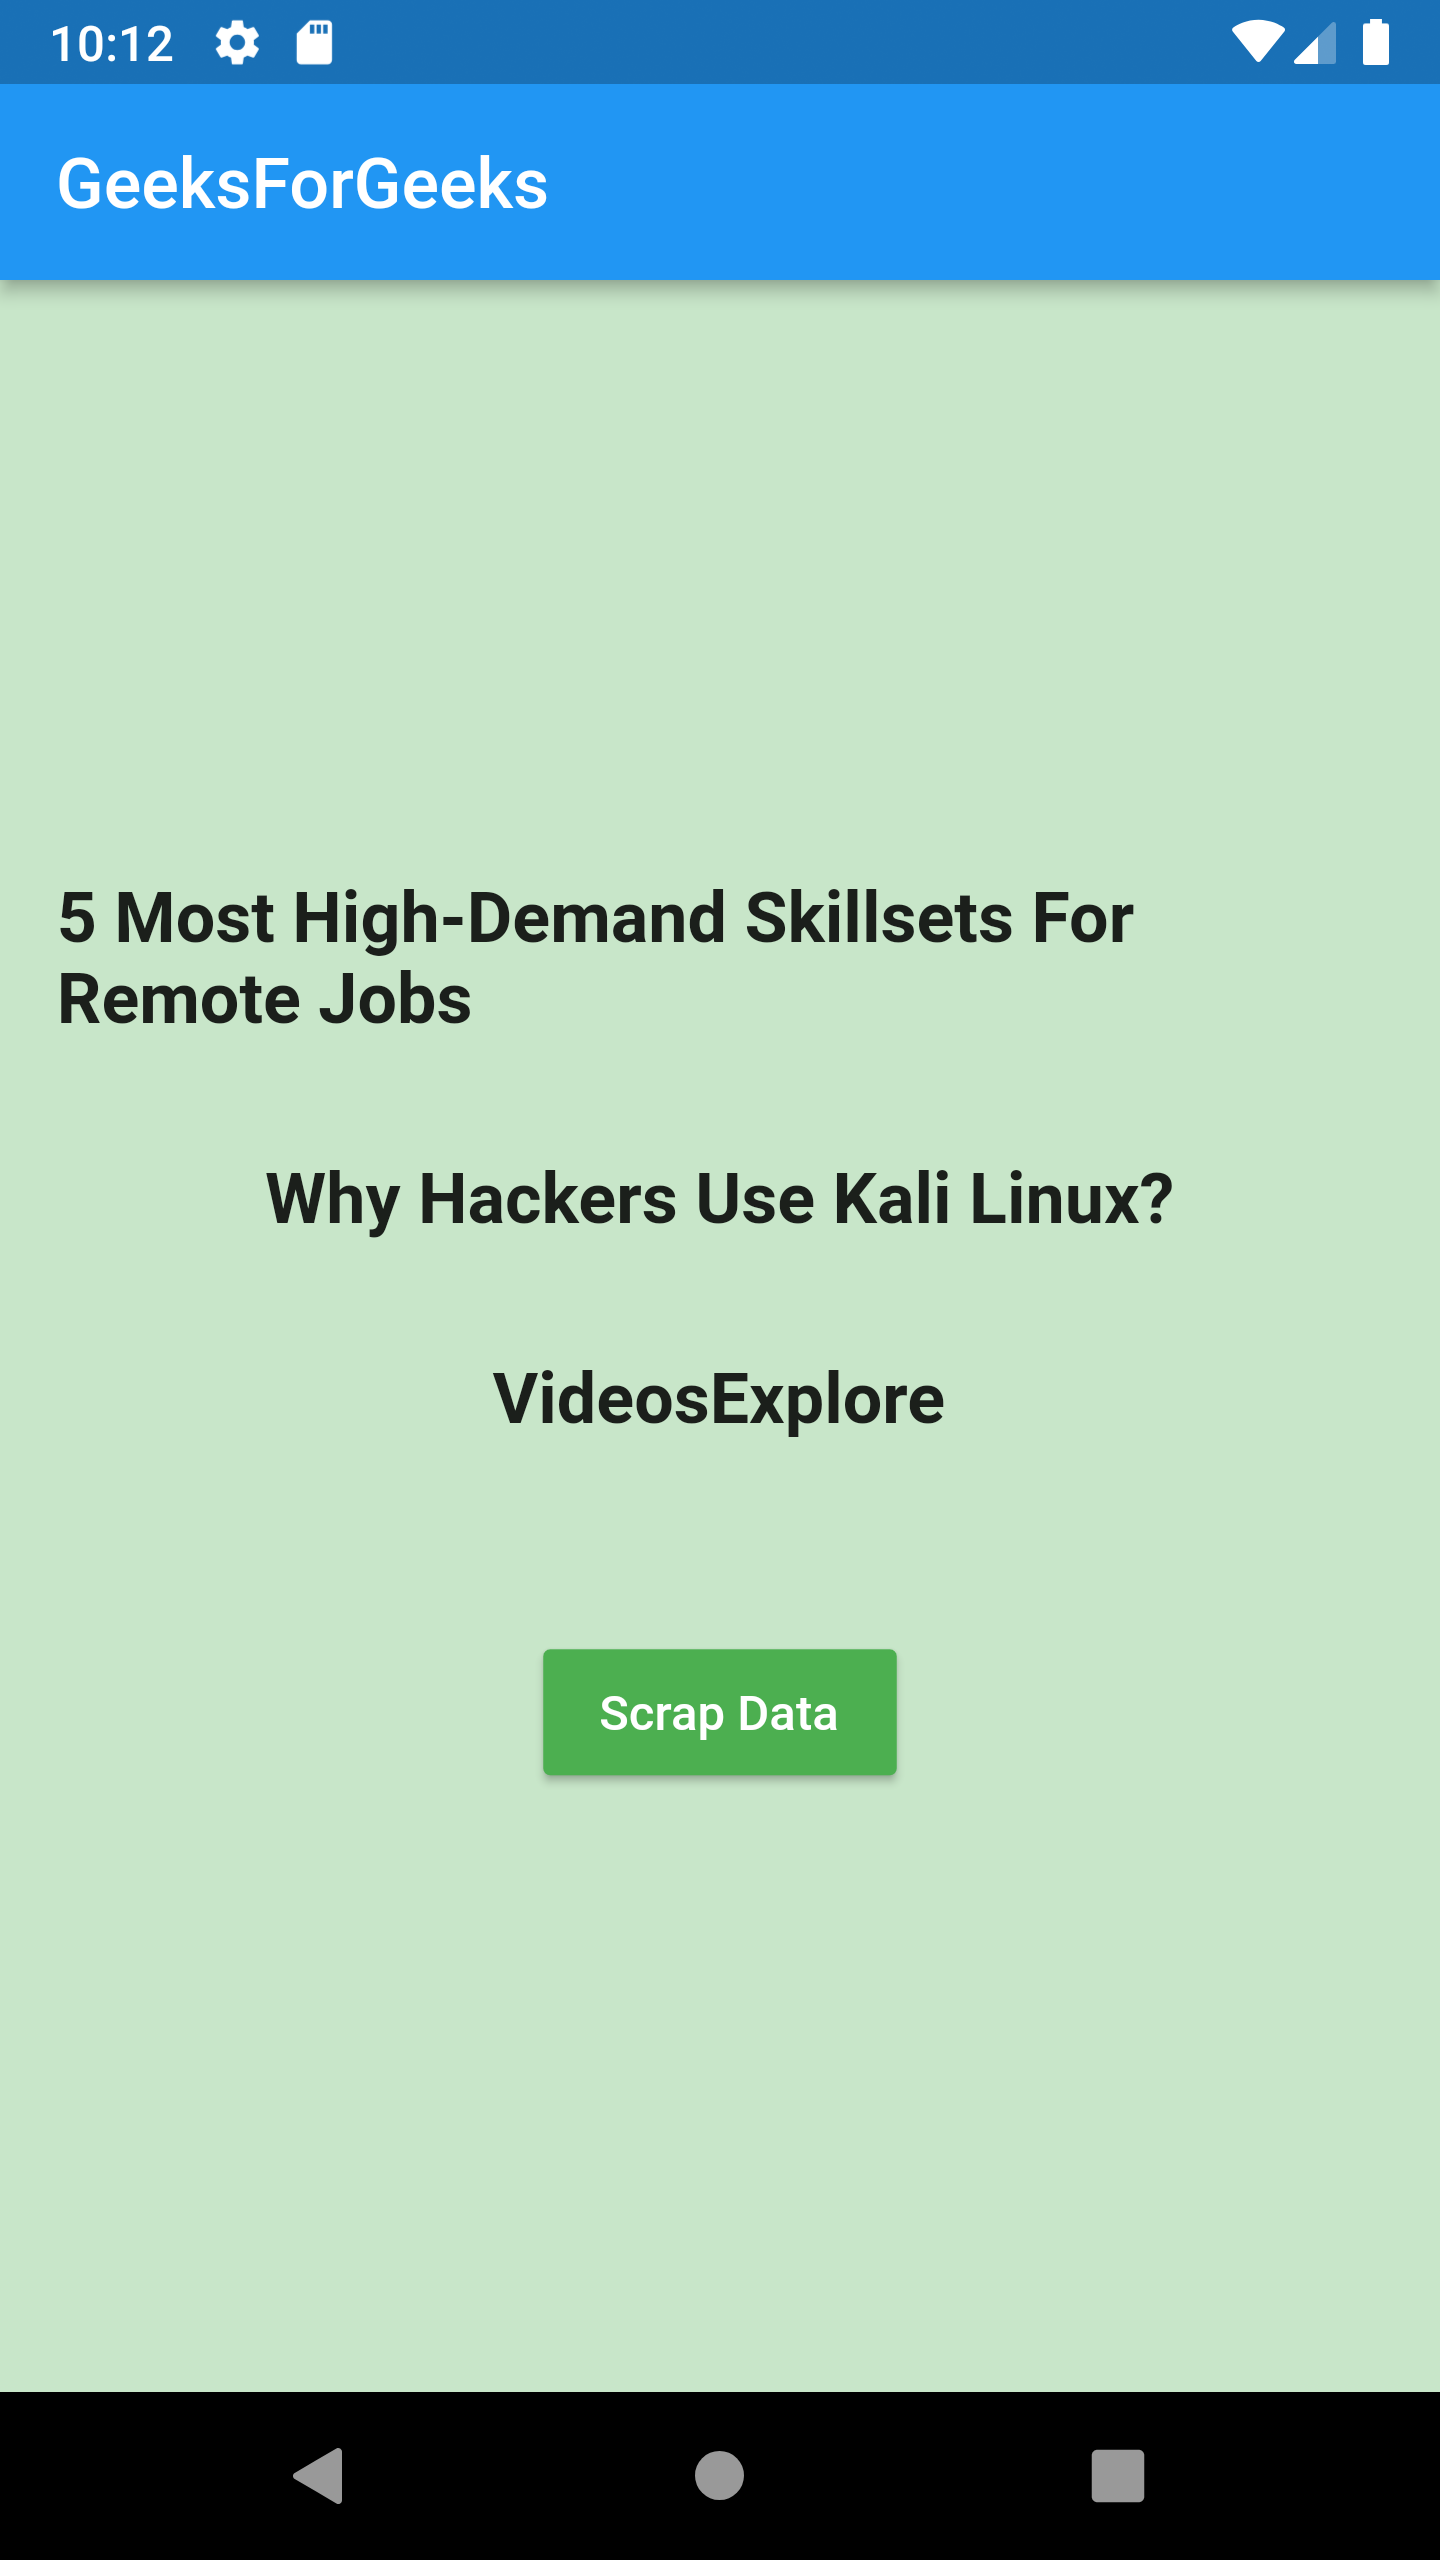 10:12
GeeksForGeeks
5 Most High-Demand Skillsets For
Remote Jobs
Why Hackers Use Kali Linux?
VideosExplore
Scrap Data